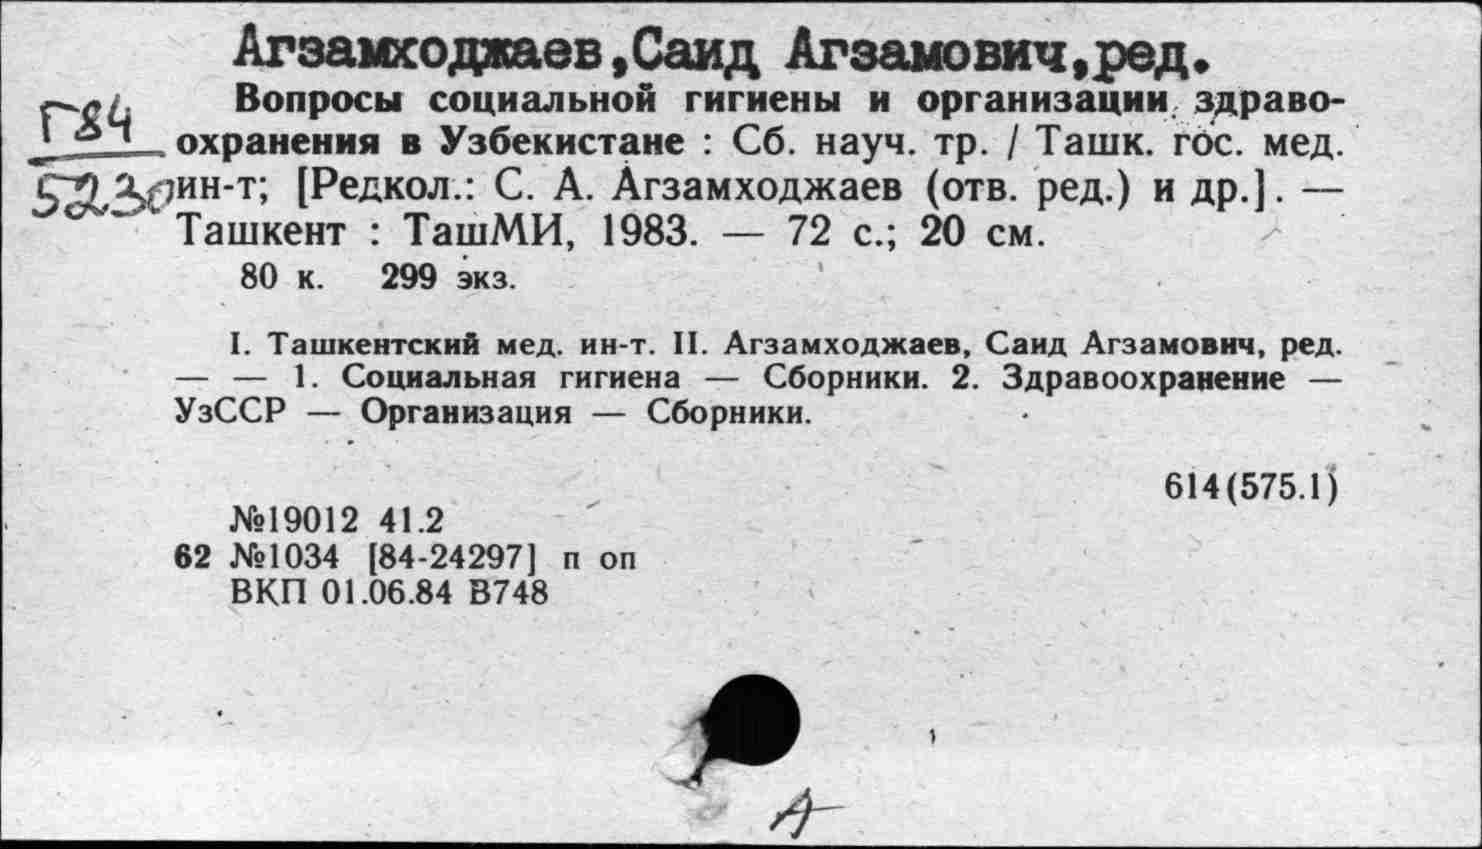 Агзамходжаев,Саид Агзамович,ред.
Г84
5230
Вопросы социальной гигиены и организации здраво-
охранения в Узбекистане : Сб. науч. тр. / Ташк. гос. мед.
ин-т; [Редкол.: С. А. Агзамходжаев (отв. ред.) и др.]. —
Ташкент : ТашМИ, 1983. — 72 с.; 20 см.
80 к. 299 экз.
I. Ташкентский мед. ин-т. II. Агзамходжаев, Саид Агзамович, ред.
— — 1. Социальная гигиена — Сборники. 2. Здравоохранение —
УзССР — Организация — Сборники.
614(575.1)
№19012 41.2
62 №1034 [84-24297] п оп
ВКП 01.06.84 В748
А